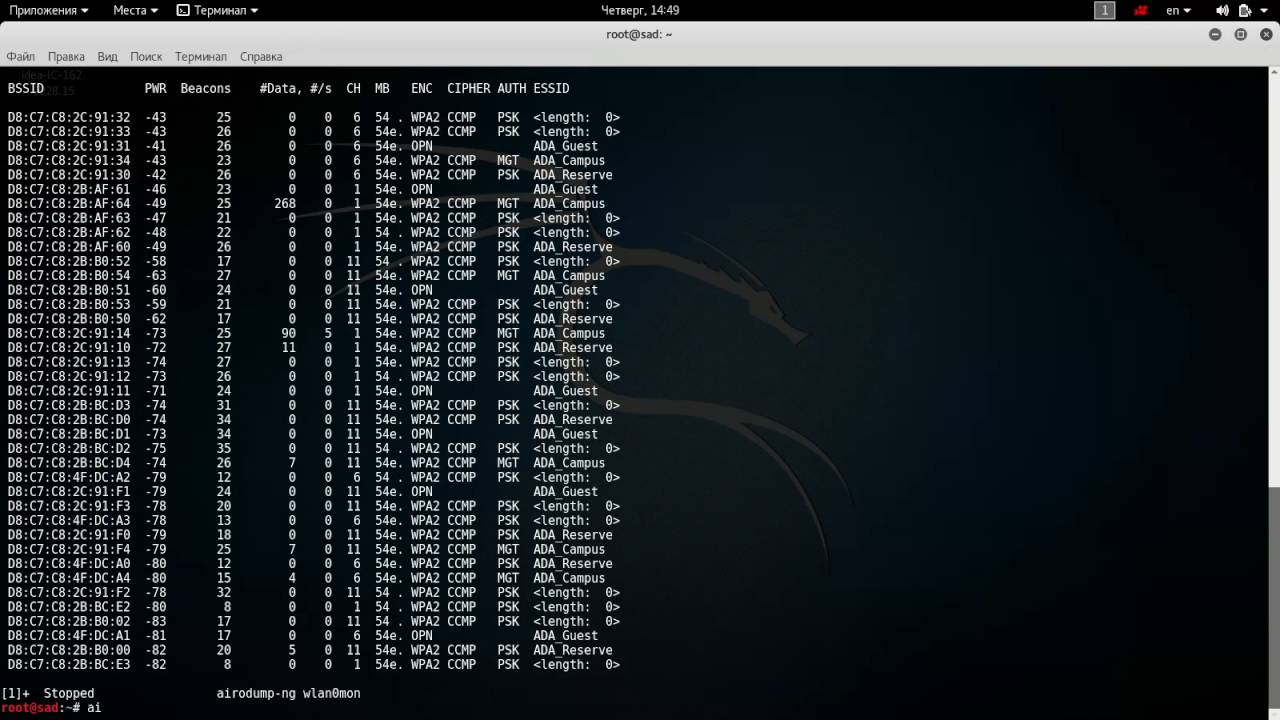 Приложения Места Терминал Четверг, 14:49 1 en
root@sad: ~
Файл Правка Вид Поиск Терминал Справка
idea-IC-162
.28.15
BSSID PWR Beacons #Data, #/s CH MB ENC CIPHER AUTH ESSID
D8:C7:C8:2C:91:32 -43 25 0 0 6 54 . WPA2 CCMP PSK <length: 0>
D8:C7:C8:2C:91:33 -43 26 0 0 6 54e. WPA2 CCMP PSK <length: 0>
D8:C7:C8:2C:91:31 -41 26 0 0 6 54e. OPN ADA_Guest
D8:C7:C8:2C:91:34 -43 23 0 0 6 54e. WPA2 CCMP MGT ADA_Campus
D8:C7:C8:2C:91:30 -42 26 0 0 6 54e. WPA2 CCMP PSK ADA_Reserve
D8:C7:C8:2B:AF:61 -46 23 0 0 1 54e. OPN ADA_Guest
D8:C7:C8:2B:AF:64 -49 25 268 0 1 54e. WPA2 CCMP MGT ADA_Campus
D8:C7:C8:2B:AF:63 -47 21 0 0 1 54e. WPA2 CCMP PSK <length: 0>
D8:C7:C8:2B:AF:62 -48 22 0 0 1 54 . WPA2 CCMP PSK <length: 0>
D8:C7:C8:2B:AF:60 -49 26 0 0 1 54e. WPA2 CCMP PSK ADA_Reserve
D8:C7:C8:2B:B0:52 -58 17 0 0 11 54 . WPA2 CCMP PSK <length: 0>
D8:C7:C8:2B:B0:54 -63 27 0 0 11 54e. WPA2 CCMP MGT ADA_Campus
D8:C7:C8:2B:B0:51 -60 24 0 0 11 54e. OPN ADA_Guest
D8:C7:C8:2B:B0:53 -59 21 0 0 11 54e. WPA2 CCMP PSK <length: 0>
D8:C7:C8:2B:B0:50 -62 17 0 0 11 54e. WPA2 CCMP PSK ADA_Reserve
D8:C7:C8:2C:91:14 -73 25 90 5 1 54e. WPA2 CCMP MGT ADA_Campus
D8:C7:C8:2C:91:10 -72 27 11 0 1 54e. WPA2 CCMP PSK ADA_Reserve
D8:C7:C8:2C:91:13 -74 27 0 0 1 54e. WPA2 CCMP PSK <length: 0>
D8:C7:C8:2C:91:12 -73 26 0 0 1 54 . WPA2 CCMP PSK <length: 0>
D8:C7:C8:2C:91:11 -71 24 0 0 1 54e. OPN ADA_Guest
D8:C7:C8:2B:BC:D3 -74 31 0 0 11 54e. WPA2 CCMP PSK <length: 0>
D8:C7:C8:2B:BC:D0 -74 34 0 0 11 54e. WPA2 CCMP PSK ADA_Reserve
D8:C7:C8:2B:BC:D1 -73 34 0 0 11 54e. OPN ADA_Guest
D8:C7:C8:2B:BC:D2 -75 35 0 0 11 54 . WPA2 CCMP PSK <length: 0>
D8:C7:C8:2B:BC:D4 -74 26 7 0 11 54e. WPA2 CCMP MGT ADA_Campus
D8:C7:C8:4F:DC:A2 -79 12 0 0 6 54 . WPA2 CCMP PSK <length: 0>
D8:C7:C8:2C:91:F1 -79 24 0 0 11 54e. OPN ADA_Guest
D8:C7:C8:2C:91:F3 -78 20 0 0 11 54e. WPA2 CCMP PSK <length: 0>
D8:C7:C8:4F:DC:A3 -78 13 0 0 6 54e. WPA2 CCMP PSK <length: 0>
D8:C7:C8:2C:91:F0 -79 18 0 0 11 54e. WPA2 CCMP PSK ADA_Reserve
D8:C7:C8:2C:91:F4 -79 25 7 0 11 54e. WPA2 CCMP MGT ADA_Campus
D8:C7:C8:4F:DC:A0 -80 12 0 0 6 54e. WPA2 CCMP PSK ADA_Reserve
D8:C7:C8:4F:DC:A4 -80 15 4 0 6 54e. WPA2 CCMP MGT ADA_Campus
D8:C7:C8:2C:91:F2 -78 32 0 0 11 54 . WPA2 CCMP PSK <length: 0>
D8:C7:C8:2B:BC:E2 -80 8 0 0 1 54 . WPA2 CCMP PSK <length: 0>
D8:C7:C8:2B:B0:02 -83 17 0 0 11 54 . WPA2 CCMP PSK <length: 0>
D8:C7:C8:4F:DC:A1 -81 17 0 0 6 54e. OPN ADA_Guest
D8:C7:C8:2B:B0:00 -82 20 5 0 11 54e. WPA2 CCMP PSK ADA_Reserve
D8:C7:C8:2B:BC:E3 -82 8 0 0 1 54e. WPA2 CCMP PSK <length: 0>
[1]+ Stopped airodump-ng wlan0mon
root@sad:~# ai